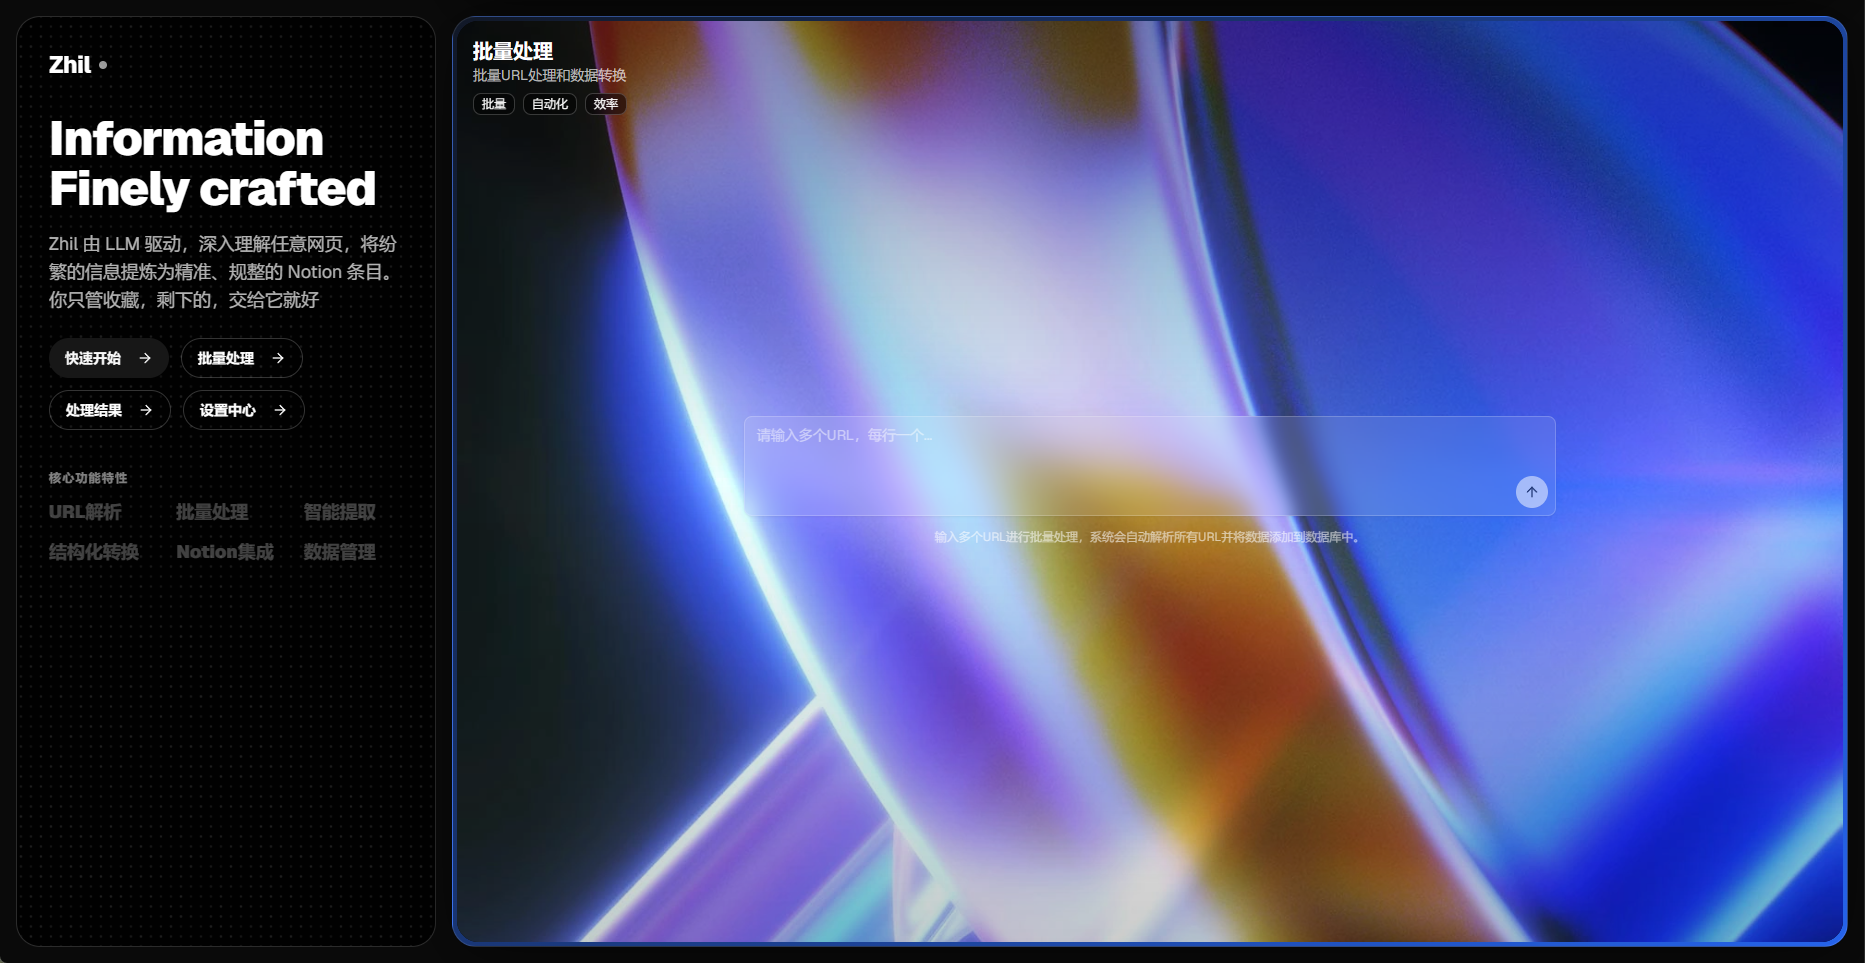 Zhil
Information
Finely crafted
Zhil 由 LLM 驱动，深入理解任意网页，将纷
繁的信息提炼为精准、规整的 Notion 条目。
你只管收藏，剩下的，交给它就好
快速开始 →
批量处理 →
处理结果 →
设置中心 →
核心功能特性
URL解析
批量处理
智能提取
结构化转换
Notion集成
数据管理
批量处理
批量URL处理和数据转换
批量
自动化
效率
请输入多个URL，每行一个...
输入多个URL进行批量处理，系统会自动解析所有URL并将数据添加到数据库中。